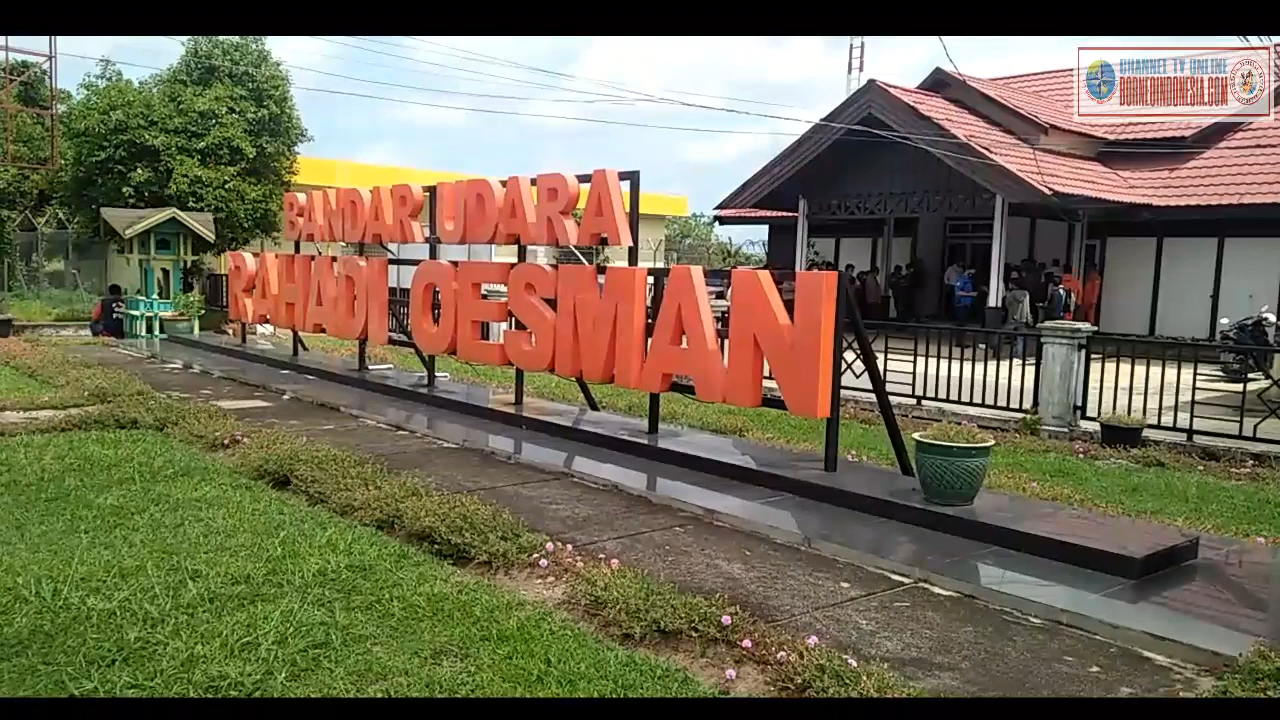 CHANNEL TV ONLINE
BORNEOINDONESIA.COM
BANDAR UDARA
RAHADI OESMAN